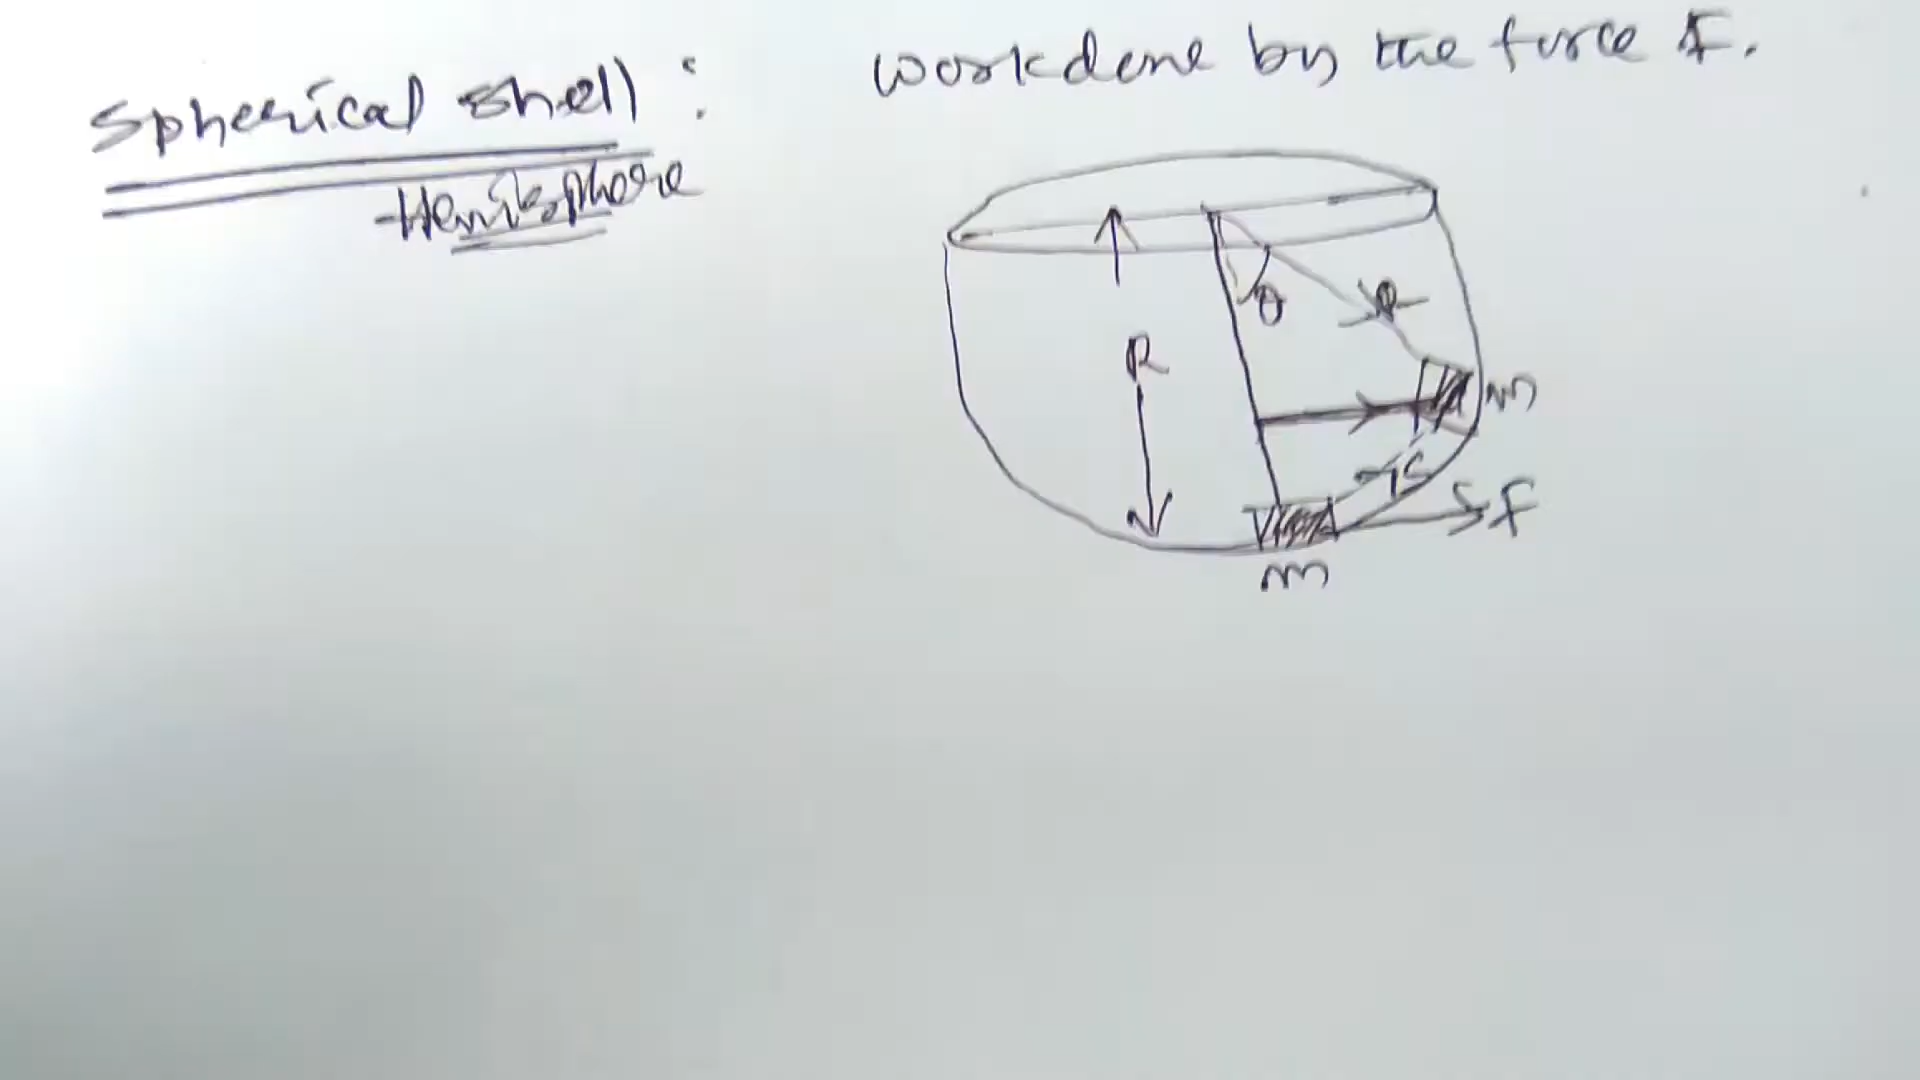 Spherical shell:
-Hemisphere
workdone by the force F.
θ
R
R
m
S
F
m